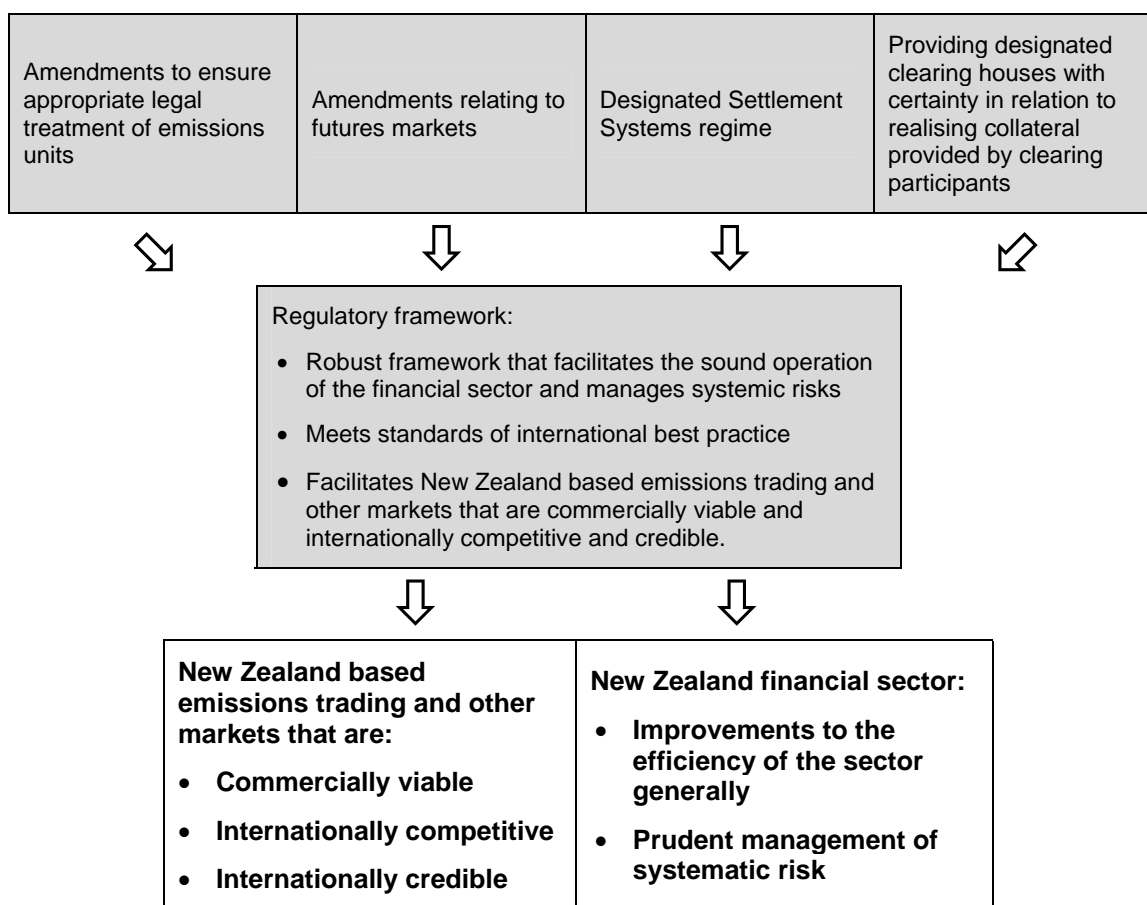 Amendments to ensure
appropriate legal
treatment of emissions
units
Amendments relating to
futures markets
Designated Settlement
Systems regime
Providing designated
clearing houses with
certainty in relation to
realising collateral
provided by clearing
participants
Regulatory framework:
• Robust framework that facilitates the sound operation
of the financial sector and manages systemic risks
• Meets standards of international best practice
• Facilitates New Zealand based emissions trading and
other markets that are commercially viable and
internationally competitive and credible.
New Zealand based
emissions trading and other
markets that are:
• Commercially viable
• Internationally competitive
• Internationally credible
New Zealand financial sector:
• Improvements to the
efficiency of the sector
generally
• Prudent management of
systematic risk